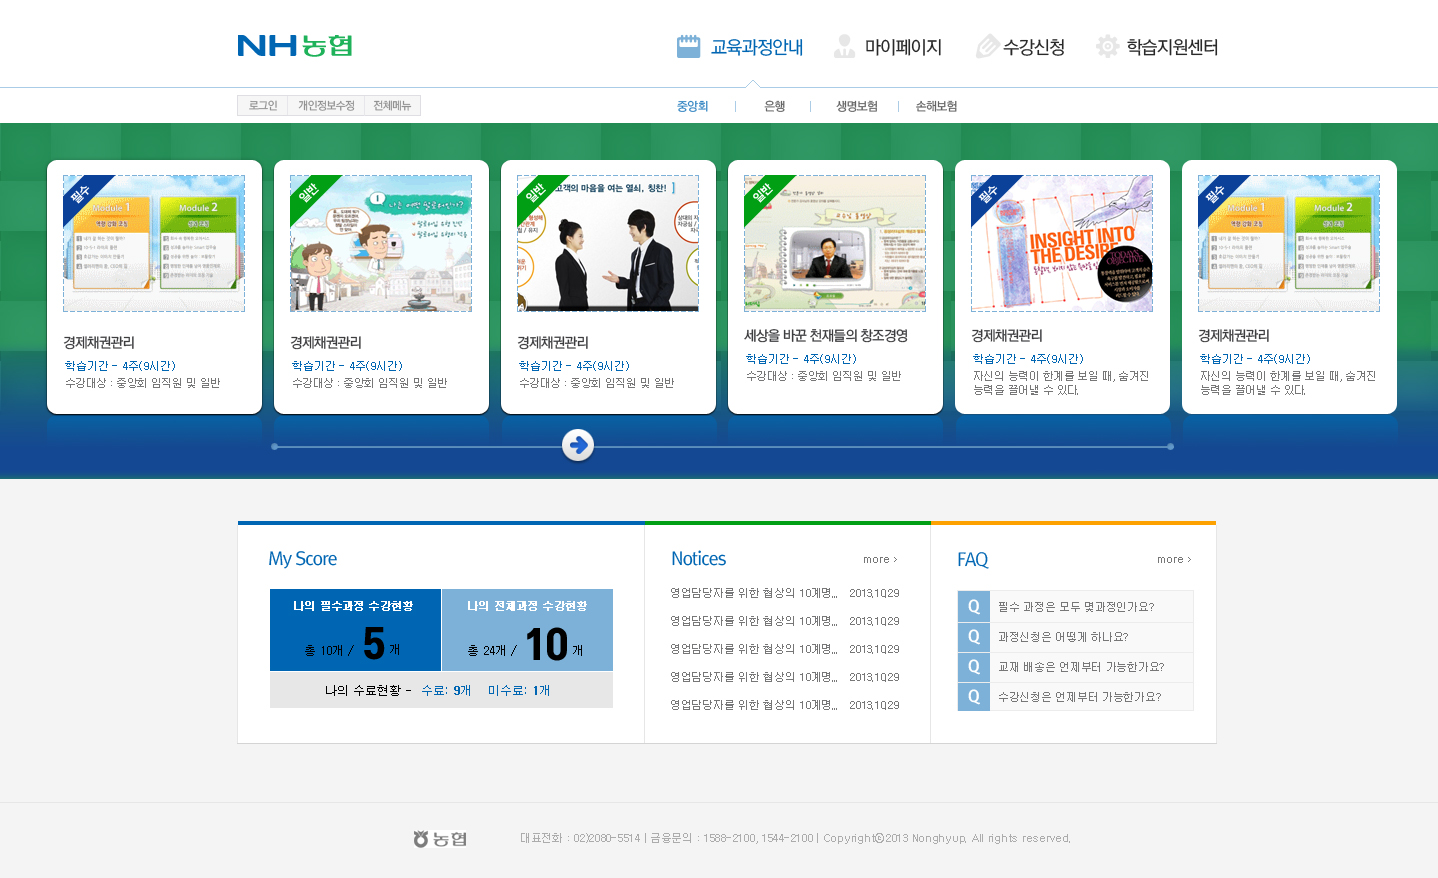 NH농협
교육과정안내
마이페이지
수강신청
학습지원센터
로그인
개인정보수정
전체메뉴
중앙회
은행
생명보험
손해보험
필수
Module 1
Module 2
경제채권관리
학습기간 - 4주(9시간)
수강대상 : 중앙회 임직원 및 일반
일반
경제채권관리
학습기간 - 4주(9시간)
수강대상 : 중앙회 임직원 및 일반
일반
고객의 마음을 여는 열쇠, 칭찬!
경제채권관리
학습기간 - 4주(9시간)
수강대상 : 중앙회 임직원 및 일반
일반
세상을 바꾼 천재들의 창조경영
학습기간 - 4주(9시간)
수강대상 : 중앙회 임직원 및 일반
필수
INSIGHT INTO
THE DESIRE
경제채권관리
학습기간 - 4주(9시간)
자신의 능력이 한계를 보일 때, 숨겨진
능력을 끌어낼 수 있다.
필수
Module 1
Module 2
경제채권관리
학습기간 - 4주(9시간)
자신의 능력이 한계를 보일 때, 숨겨진
능력을 끌어낼 수 있다.
My Score
나의 필수과정 수강현황
총 10개 / 5 개
나의 전체과정 수강현황
총 24개 / 10 개
나의 수료현황 - 수료: 9개 미수료: 1개
Notices
more >
영업담당자를 위한 협상의 10계명... 2013.10.29
영업담당자를 위한 협상의 10계명... 2013.10.29
영업담당자를 위한 협상의 10계명... 2013.10.29
영업담당자를 위한 협상의 10계명... 2013.10.29
영업담당자를 위한 협상의 10계명... 2013.10.29
FAQ
more >
Q 필수 과정은 모두 몇과정인가요?
Q 과정신청은 어떻게 하나요?
Q 교재 배송은 언제부터 가능한가요?
Q 수강신청은 언제부터 가능한가요?
농협
대표전화 : 02)2080-5514 | 금융문의 : 1588-2100, 1544-2100 | Copyrightⓒ2013 Nonghyup. All rights reserved.